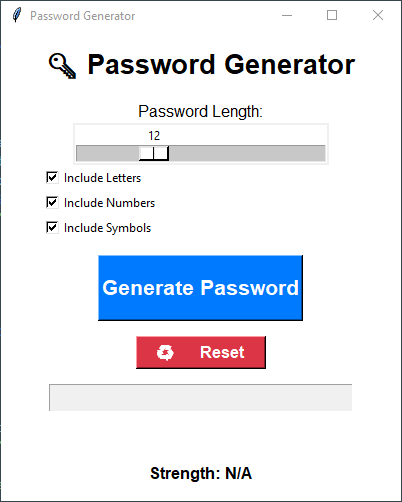 Password Generator
Password Generator
Password Length:
12
Include Letters
Include Numbers
Include Symbols
Generate Password
Reset
Strength: N/A